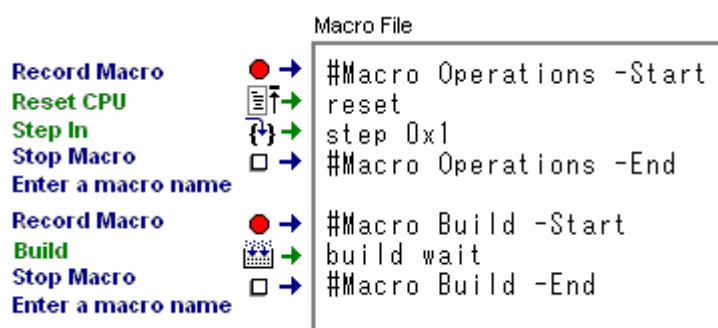 Macro File
Record Macro #Macro Operations -Start
Reset CPU reset
Step In step 0x1
Stop Macro #Macro Operations -End
Enter a macro name
Record Macro #Macro Build -Start
Build build wait
Stop Macro #Macro Build -End
Enter a macro name